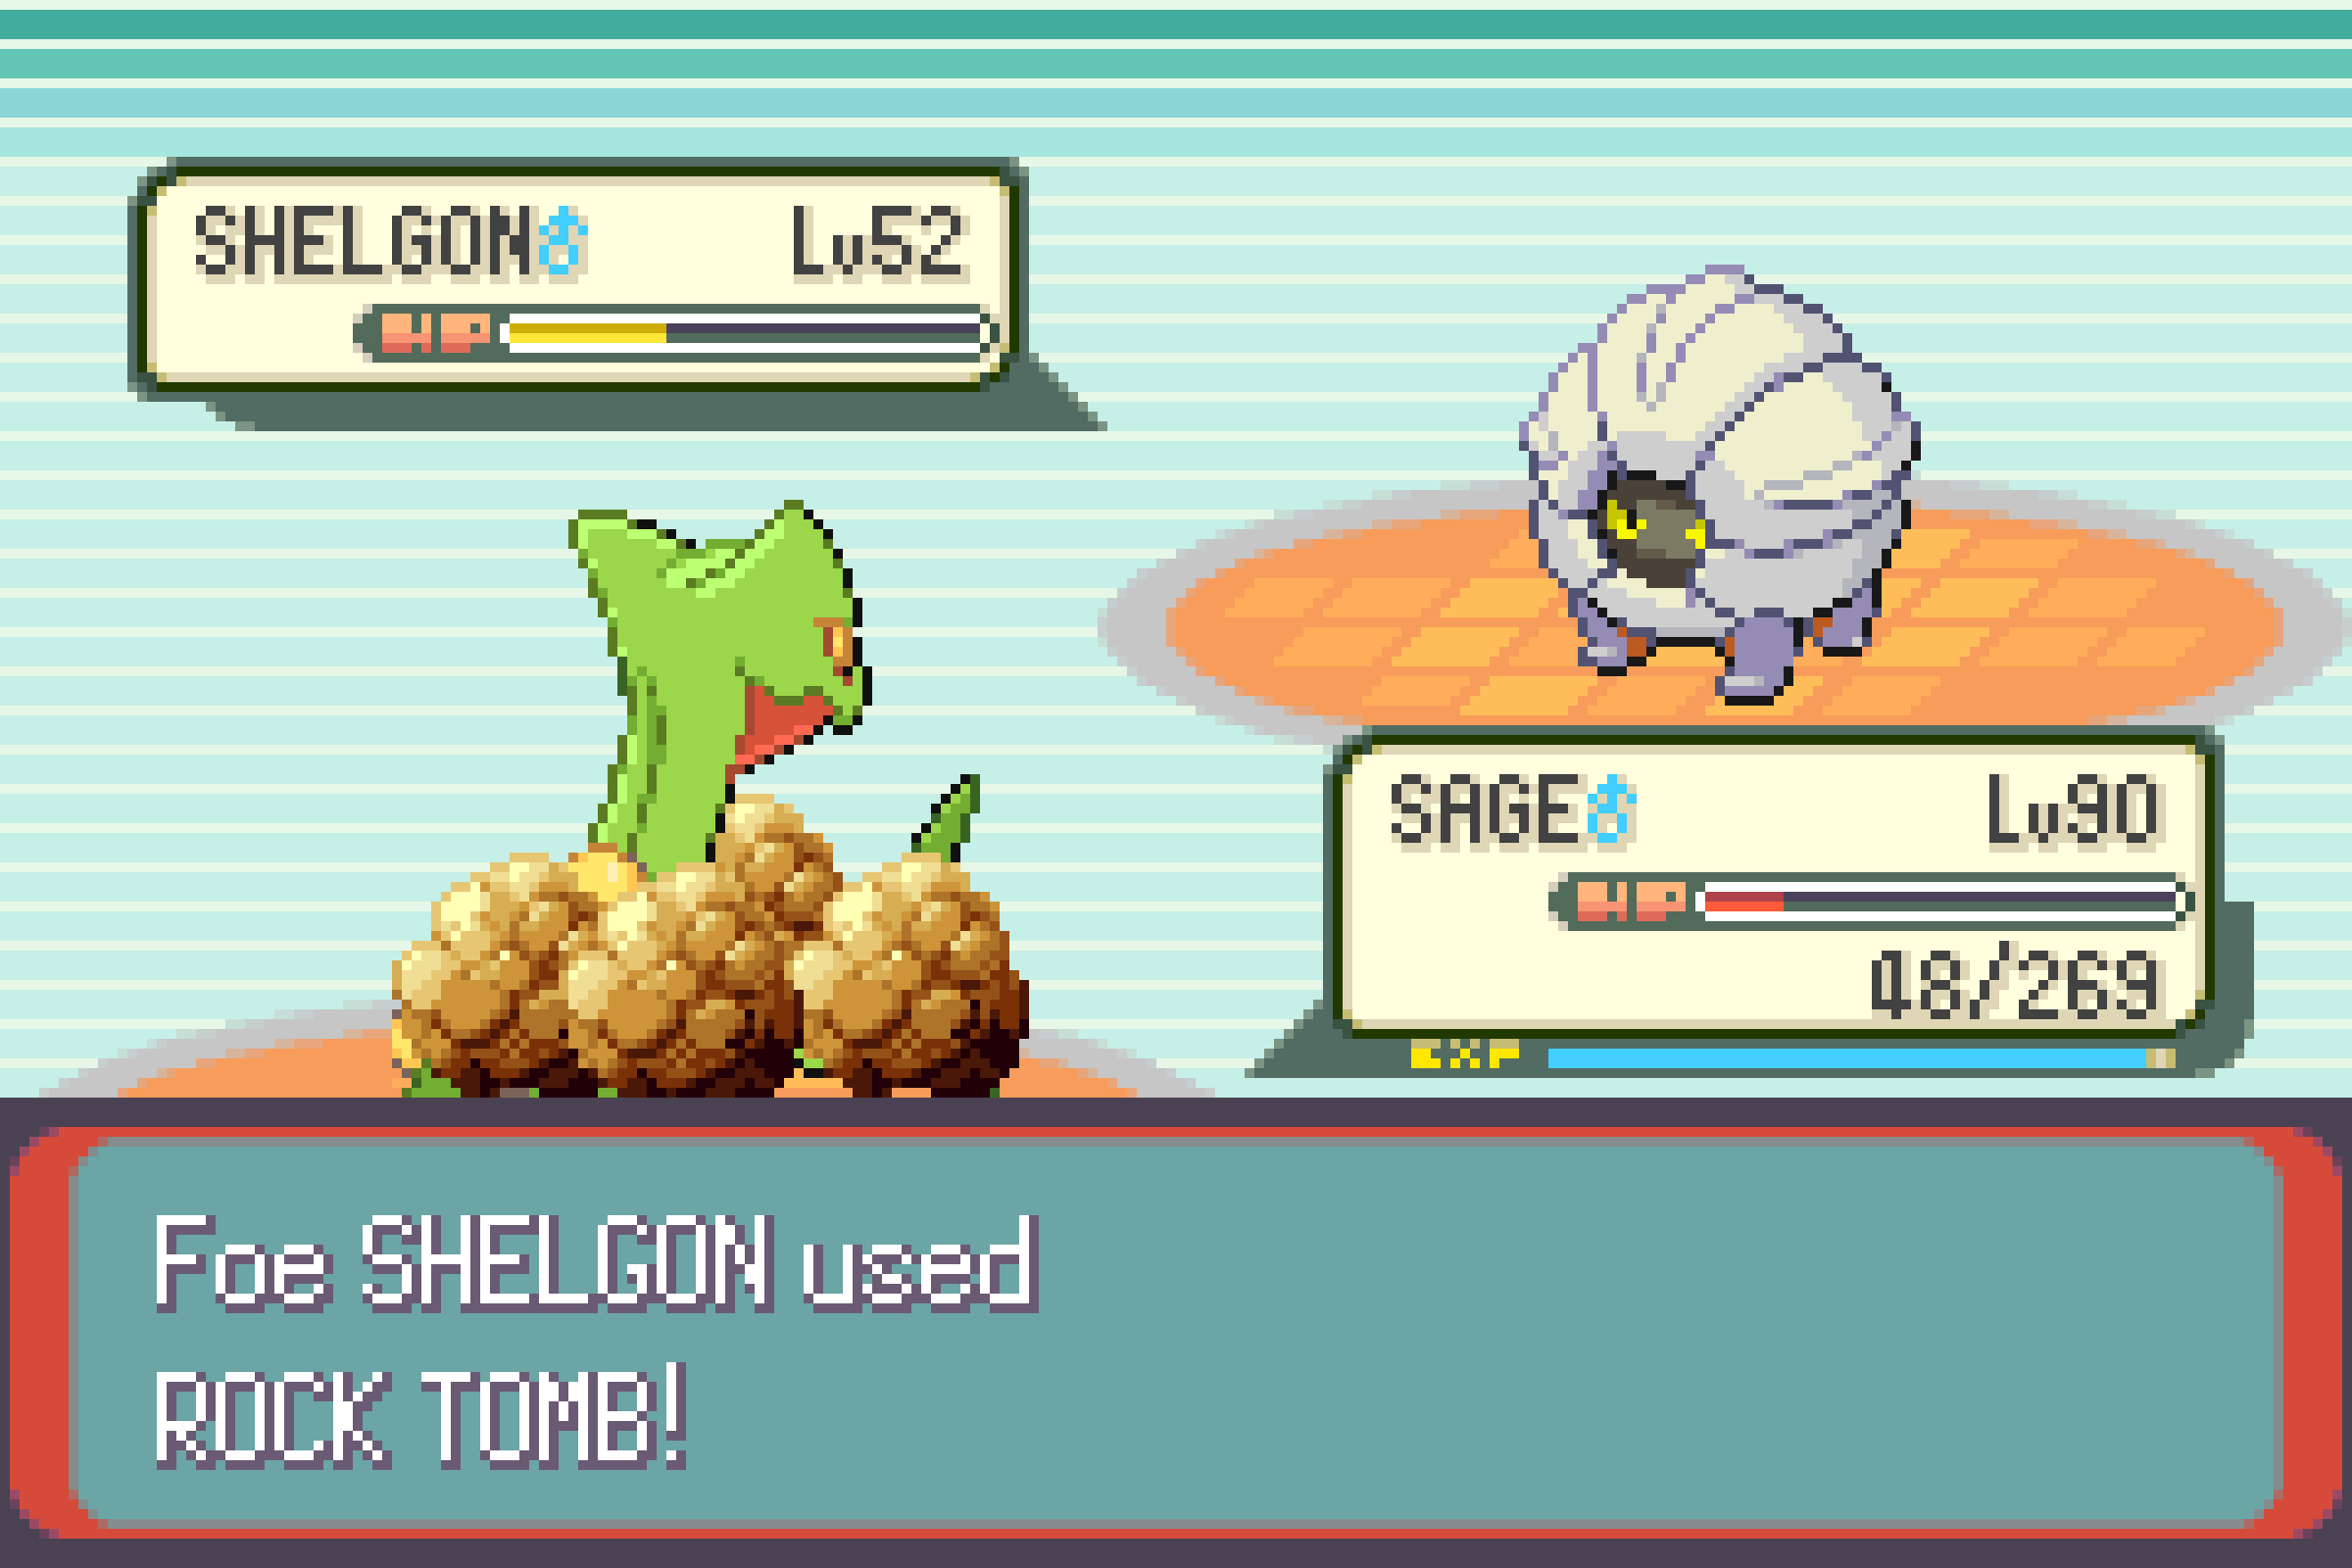 SHELGON♂ Lv52
HP
SAGE♂ Lv90
HP
48/269
EXP
Foe SHELGON used
ROCK TOMB!